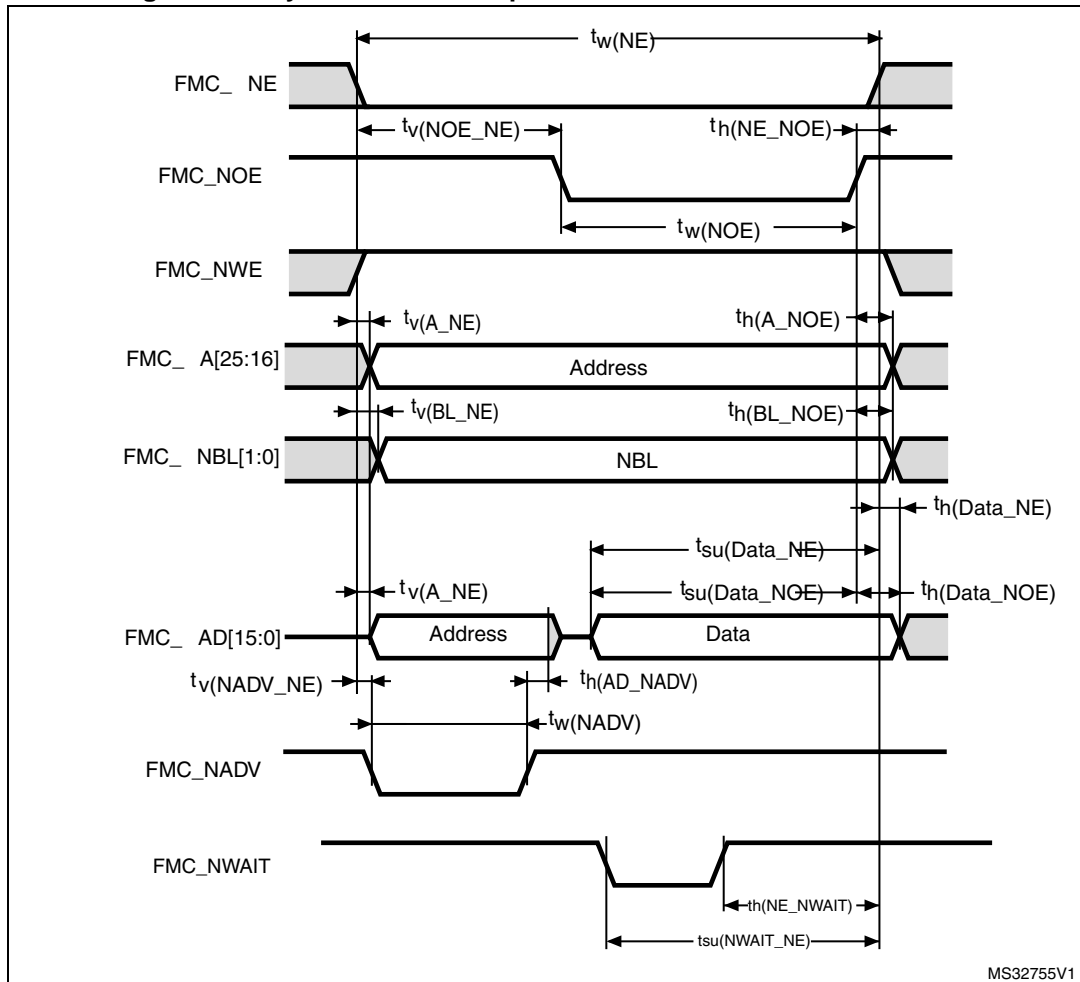 tw(NE)
FMC_ NE
tv(NOE_NE)
th(NE_NOE)
FMC_NOE
tw(NOE)
FMC_NWE
tv(A_NE)
th(A_NOE)
FMC_ A[25:16]
Address
tv(BL_NE)
th(BL_NOE)
FMC_ NBL[1:0]
NBL
th(Data_NE)
tsu(Data_NE)
tv(A_NE)
tsu(Data_NOE)
th(Data_NOE)
FMC_ AD[15:0]
Address
Data
tv(NADV_NE)
th(AD_NADV)
tw(NADV)
FMC_NADV
FMC_NWAIT
th(NE_NWAIT)
tsu(NWAIT_NE)
MS32755V1